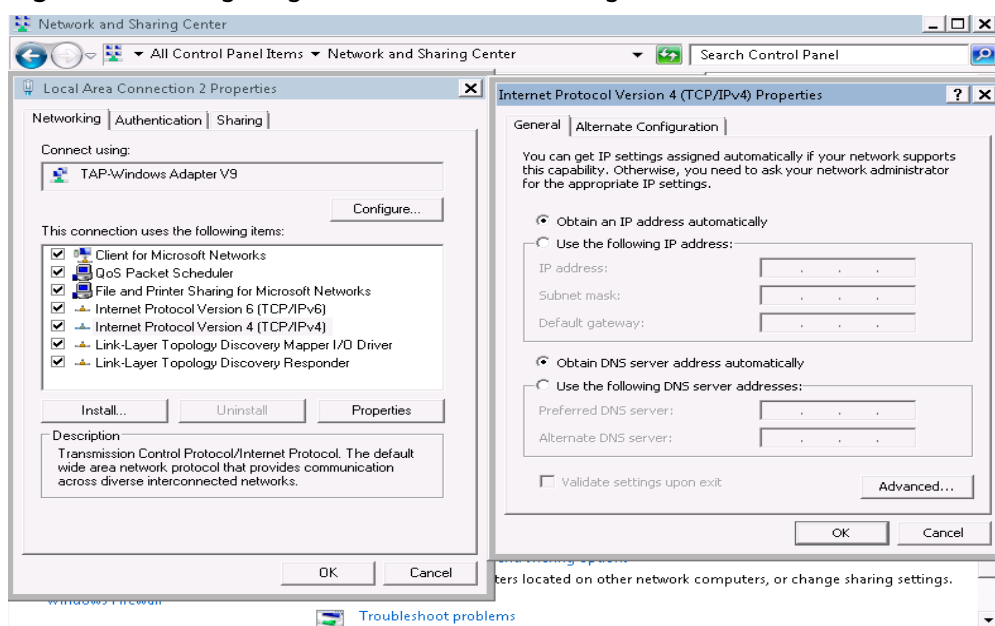 Network and Sharing Center
All Control Panel Items Network and Sharing Center
Search Control Panel
Local Area Connection 2 Properties
Networking Authentication Sharing
Connect using:
TAP-Windows Adapter V9
Configure...
This connection uses the following items:
Client for Microsoft Networks
QoS Packet Scheduler
File and Printer Sharing for Microsoft Networks
Internet Protocol Version 6 (TCP/IPv6)
Internet Protocol Version 4 (TCP/IPv4)
Link-Layer Topology Discovery Mapper I/O Driver
Link-Layer Topology Discovery Responder
Install... Uninstall Properties
Description
Transmission Control Protocol/Internet Protocol. The default
wide area network protocol that provides communication
across diverse interconnected networks.
OK Cancel
Internet Protocol Version 4 (TCP/IPv4) Properties
General Alternate Configuration
You can get IP settings assigned automatically if your network supports
this capability. Otherwise, you need to ask your network administrator
for the appropriate IP settings.
Obtain an IP address automatically
Use the following IP address:
IP address:
Subnet mask:
Default gateway:
Obtain DNS server address automatically
Use the following DNS server addresses:
Preferred DNS server:
Alternate DNS server:
Validate settings upon exit
Advanced...
OK Cancel
ters located on other network computers, or change sharing settings.
Troubleshoot problems